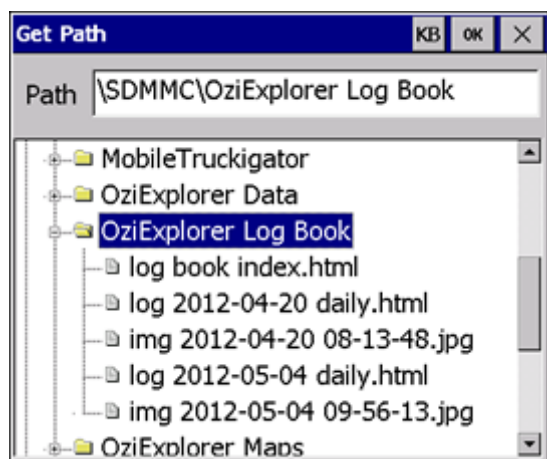 Get Path KB OK
Path \SDMMC\OziExplorer Log Book
MobileTruckigator
OziExplorer Data
OziExplorer Log Book
log book index.html
log 2012-04-20 daily.html
img 2012-04-20 08-13-48.jpg
log 2012-05-04 daily.html
img 2012-05-04 09-56-13.jpg
OziExplorer Maps